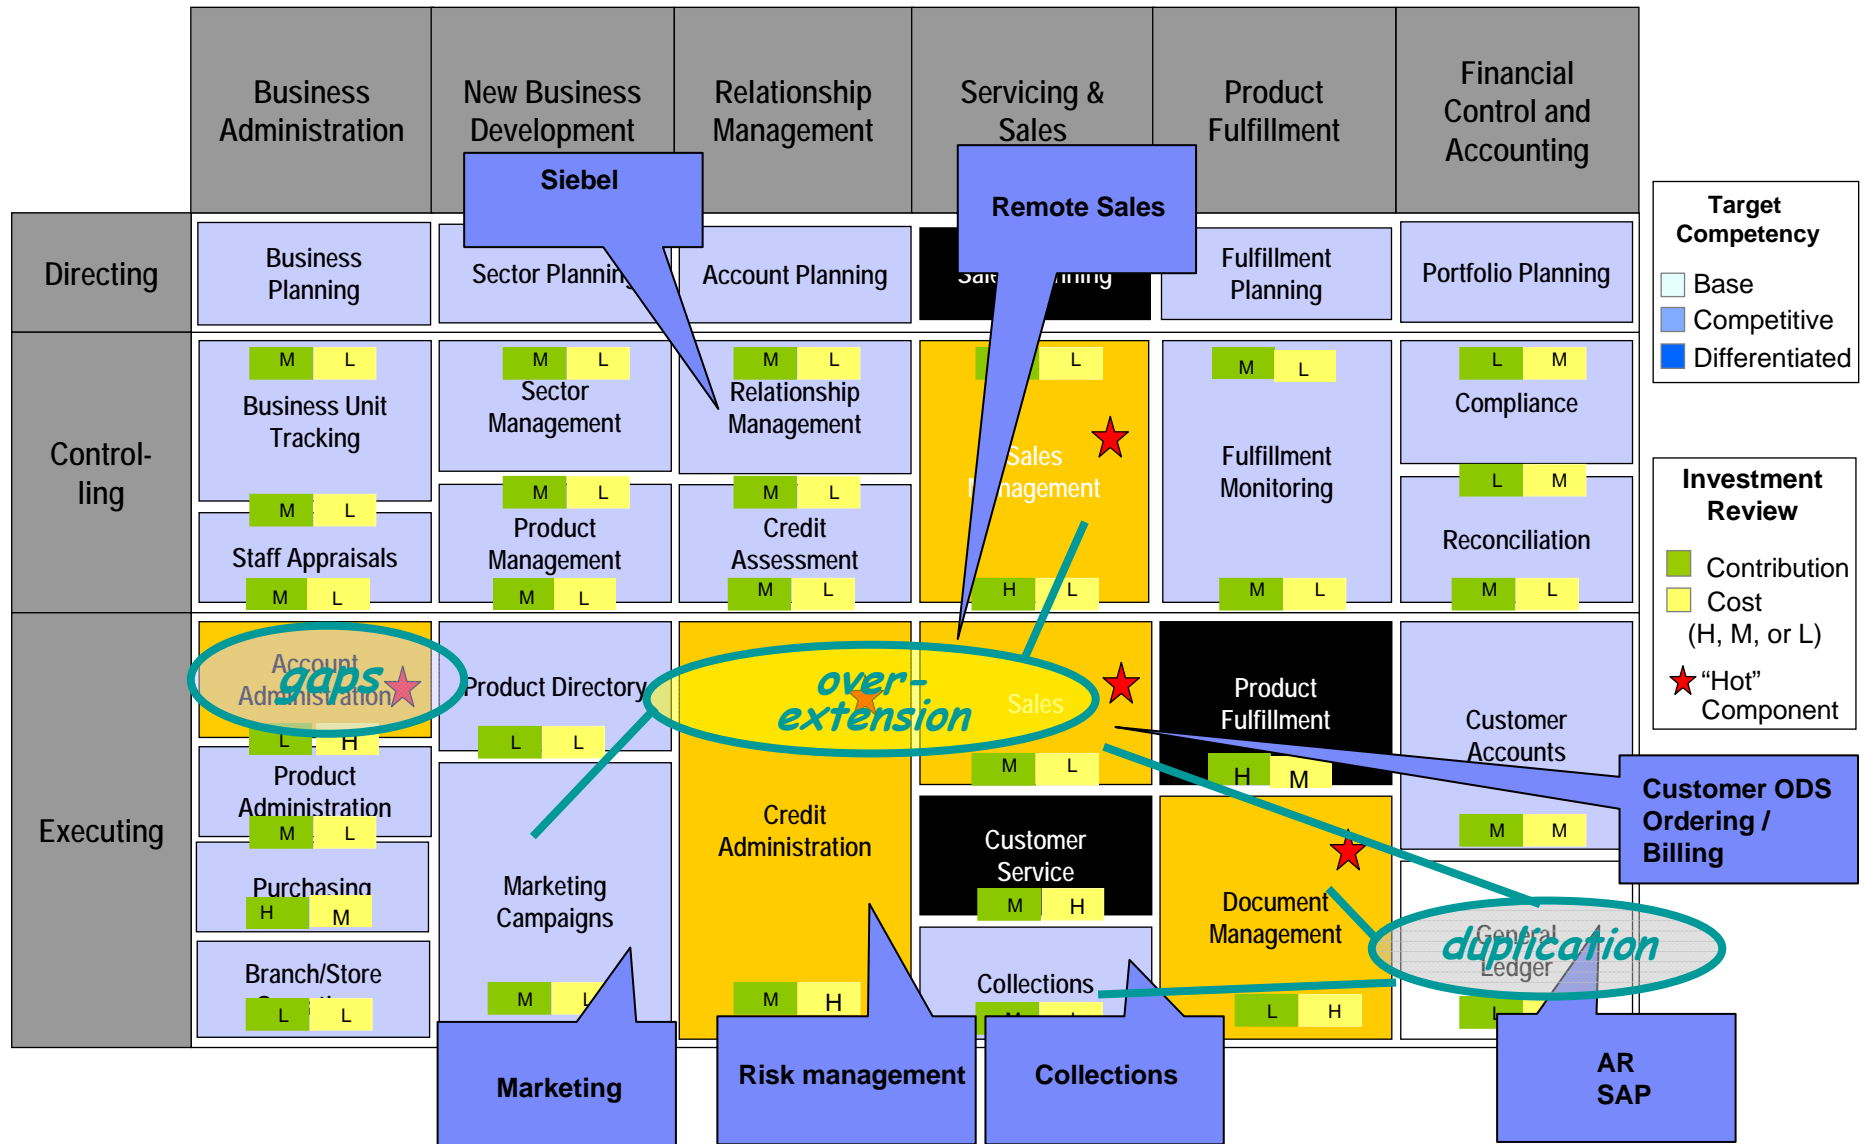 Business
Administration
New Business
Development
Relationship
Management
Servicing &
Sales
Product
Fulfillment
Financial
Control and
Accounting
Siebel
Remote Sales
Directing
Business
Planning
Sector Planning
Account Planning
Fulfillment
Planning
Portfolio Planning
Target
Competency
Base
Competitive
Differentiated
Control-
ling
M L
Business Unit
Tracking
M L
Staff Appraisals
M L
M L
Sector
Management
M L
Product
Management
M L
M L
Relationship
Management
M L
Credit
Assessment
M L
L
Sales
Management
H L
M L
Fulfillment
Monitoring
M L
L M
Compliance
L M
Reconciliation
M L
Investment
Review
Contribution
Cost
(H, M, or L)
"Hot"
Component
Executing
Account
Administration
gaps
L H
Product
Administration
M L
Purchasing
H M
Branch/Store
L L
Product Directory
L L
Marketing
Campaigns
M L
over-
extension
Credit
Administration
M H
Sales
M L
Customer
Service
M H
Collections
Product
Fulfillment
H M
Document
Management
L H
Customer
Accounts
M M
General
Ledger
duplication
L
Customer ODS
Ordering /
Billing
Marketing
Risk management
Collections
AR
SAP